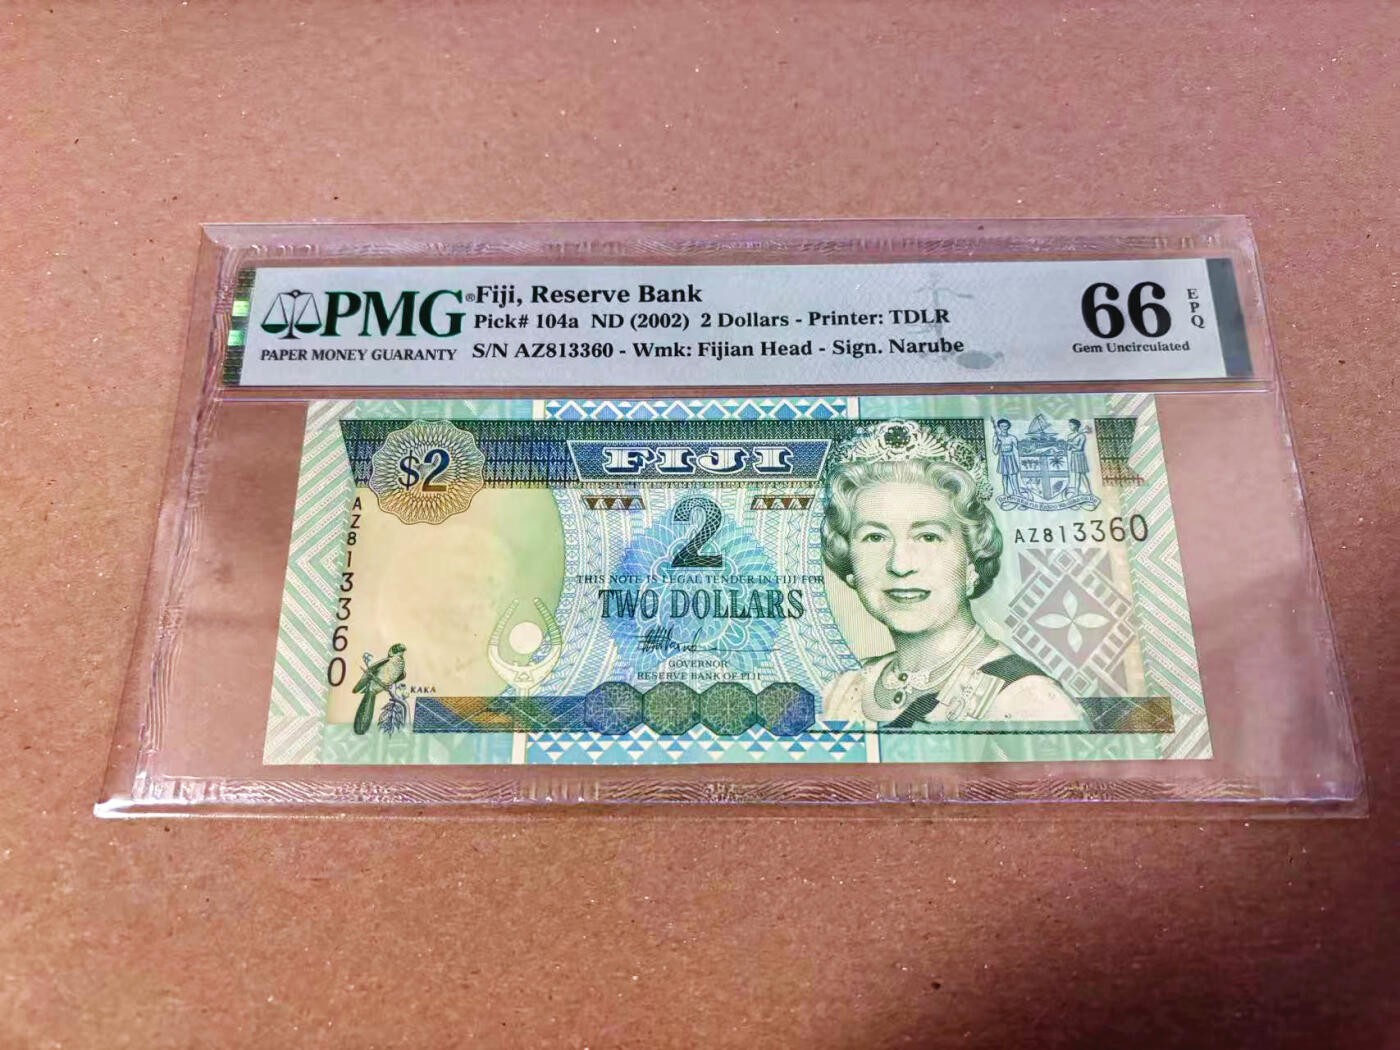 PMG®
PAPER MONEY GUARANTY
Fiji, Reserve Bank
Pick# 104a ND (2002) 2 Dollars - Printer: TDLR
S/N AZ813360 - Wmk: Fijian Head - Sign. Narube
66
EPQ
Gem Uncirculated
$2
FIJI
2
AZ813360
AZ813360
THIS NOTE IS LEGAL TENDER IN FIJI FOR
TWO DOLLARS
GOVERNOR
RESERVE BANK OF FIJI
KAKA